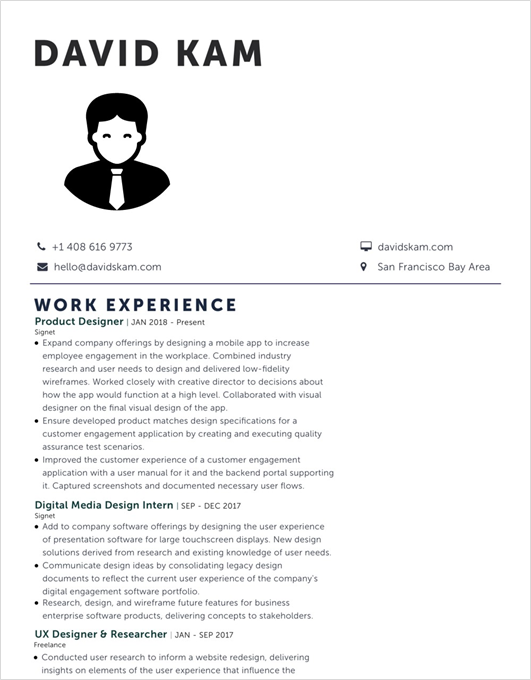 DAVID KAM
+1 408 616 9773
davidskam.com
hello@davidskam.com
San Francisco Bay Area
WORK EXPERIENCE
Product Designer | JAN 2018 - Present
Signet
• Expand company offerings by designing a mobile app to increase
employee engagement in the workplace. Combined industry
research and user needs to design and delivered low-fidelity
wireframes. Worked closely with creative director to decisions about
how the app would function at a high level. Collaborated with visual
designer on the final visual design of the app.
• Ensure developed product matches design specifications for a
customer engagement application by creating and executing quality
assurance test scenarios.
• Improved the customer experience of a customer engagement
application with a user manual for it and the backend portal supporting
it. Captured screenshots and documented necessary user flows.
Digital Media Design Intern | SEP - DEC 2017
Signet
• Add to company software offerings by designing the user experience
of presentation software for large touchscreen displays. New design
solutions derived from research and existing knowledge of user needs.
• Communicate design ideas by consolidating legacy design
documents to reflect the current user experience of the company's
digital engagement software portfolio.
• Research, design, and wireframe future features for business
enterprise software products, delivering concepts to stakeholders.
UX Designer & Researcher | JAN - SEP 2017
Freelance
• Conducted user research to inform a website redesign, delivering
insights on elements of the user experience that influence the